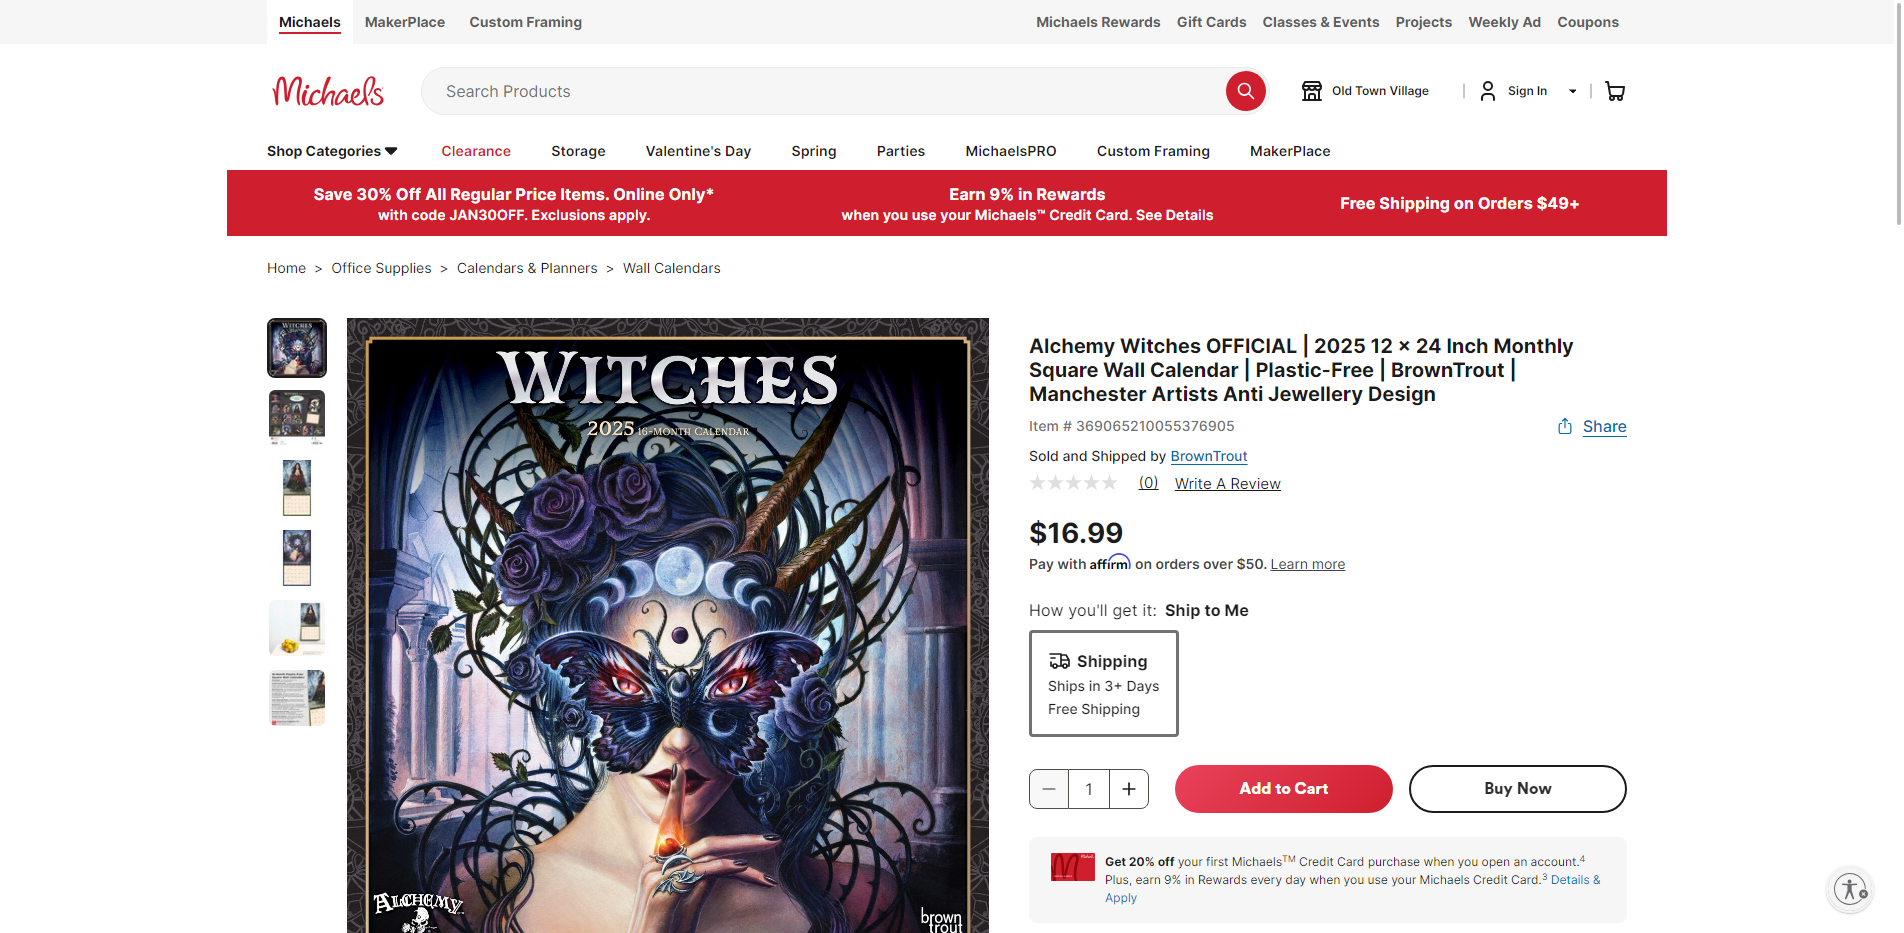 Michaels
MakerPlace
Custom Framing
Michaels Rewards
Gift Cards
Classes & Events
Projects
Weekly Ad
Coupons
Michaels
Search Products
Old Town Village
Sign In
Shop Categories
Clearance
Storage
Valentine's Day
Spring
Parties
MichaelsPRO
Custom Framing
MakerPlace
Save 30% Off All Regular Price Items. Online Only*
with code JAN30OFF. Exclusions apply.
Earn 9% in Rewards
when you use your Michaels™ Credit Card. See Details
Free Shipping on Orders $49+
Home > Office Supplies > Calendars & Planners > Wall Calendars
WITCHES
WITCHES
2025 16-MONTH CALENDAR
ALCHEMY
brown
trout
Alchemy Witches OFFICIAL | 2025 12 × 24 Inch Monthly
Square Wall Calendar | Plastic-Free | BrownTrout |
Manchester Artists Anti Jewellery Design
Item # 369065210055376905
Share
Sold and Shipped by BrownTrout
(0) Write A Review
$16.99
Pay with affirm on orders over $50. Learn more
How you'll get it: Ship to Me
Shipping
Ships in 3+ Days
Free Shipping
1
Add to Cart
Buy Now
Get 20% off your first Michaels™ Credit Card purchase when you open an account.⁴
Plus, earn 9% in Rewards every day when you use your Michaels Credit Card.³ Details &
Apply